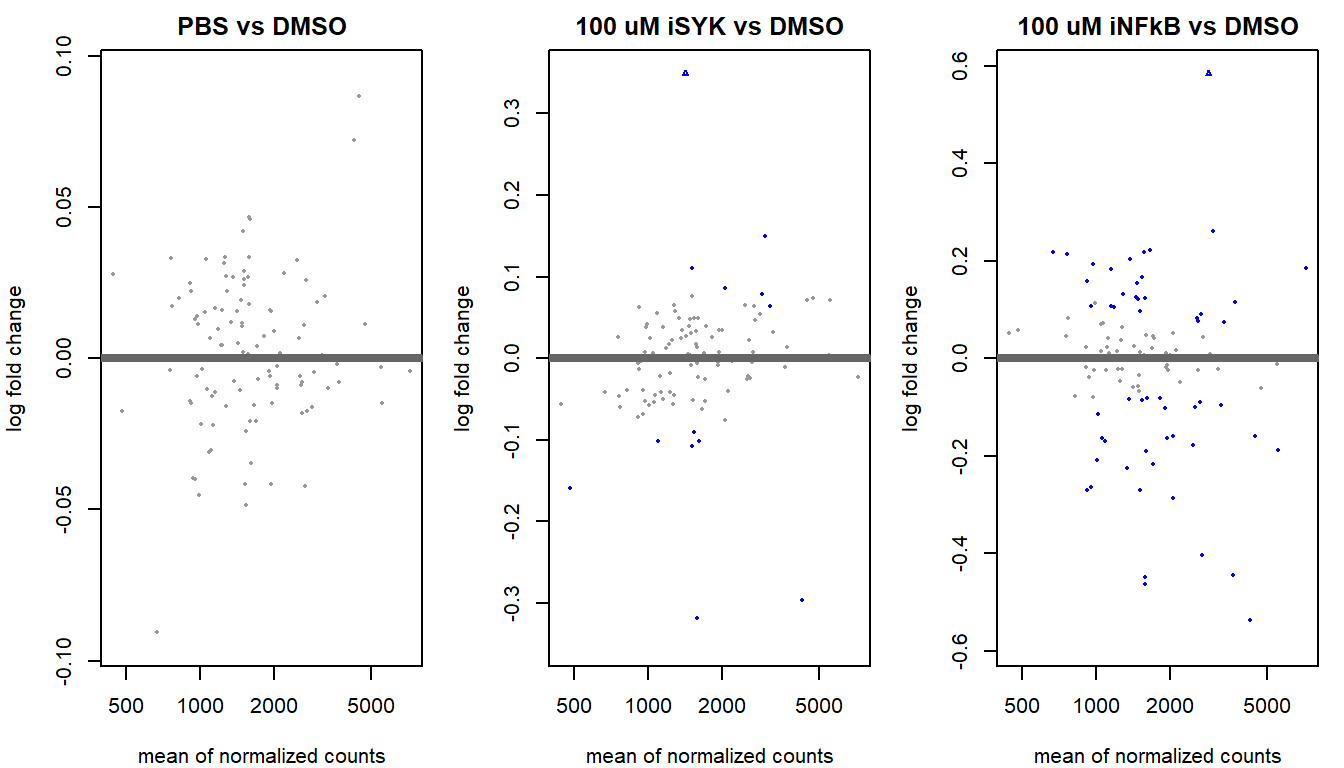 PBS vs DMSO
log fold change
0.10
0.05
0.00
-0.05
-0.10
500 1000 2000 5000
mean of normalized counts
100 uM iSYK vs DMSO
log fold change
0.3
0.2
0.1
0.0
-0.1
-0.2
-0.3
500 1000 2000 5000
mean of normalized counts
100 uM iNFkB vs DMSO
log fold change
0.6
0.4
0.2
0.0
-0.2
-0.4
-0.6
500 1000 2000 5000
mean of normalized counts